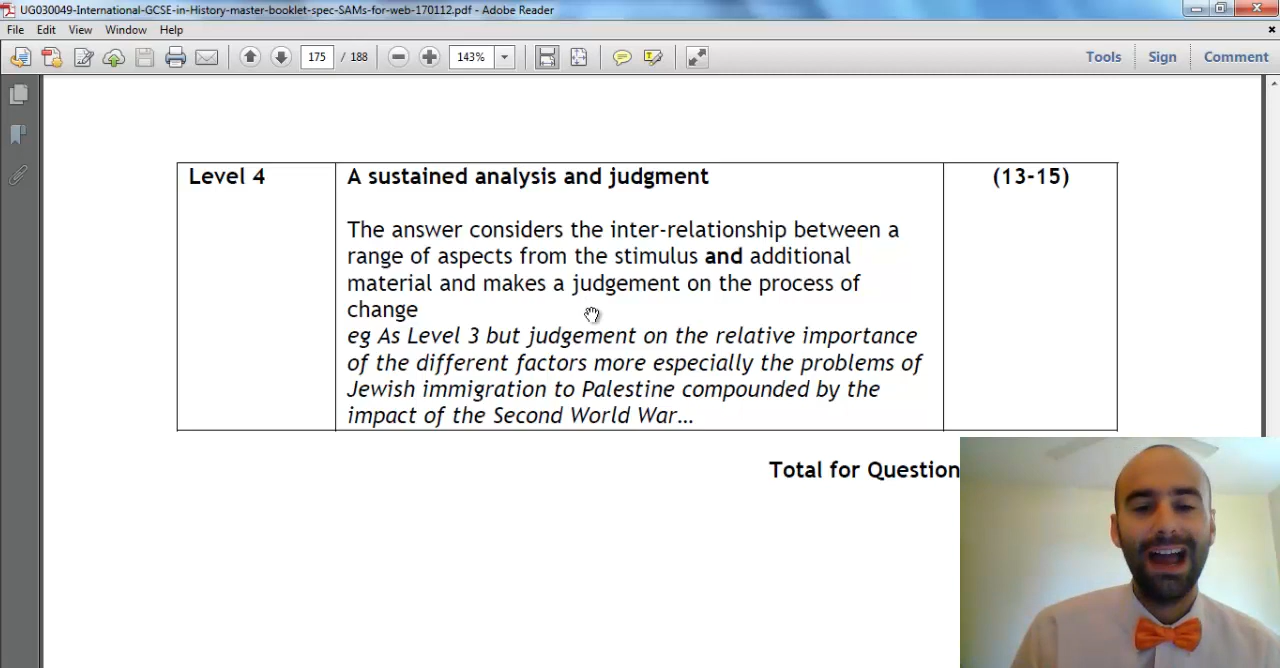 UG030049-International-GCSE-in-History-master-booklet-spec-SAMs-for-web-170112.pdf - Adobe Reader
File Edit View Window Help
175 / 188 143% Tools Sign Comment
Level 4 A sustained analysis and judgment (13-15)
The answer considers the inter-relationship between a
range of aspects from the stimulus and additional
material and makes a judgement on the process of
change
eg As Level 3 but judgement on the relative importance
of the different factors more especially the problems of
Jewish immigration to Palestine compounded by the
impact of the Second World War...
Total for Question